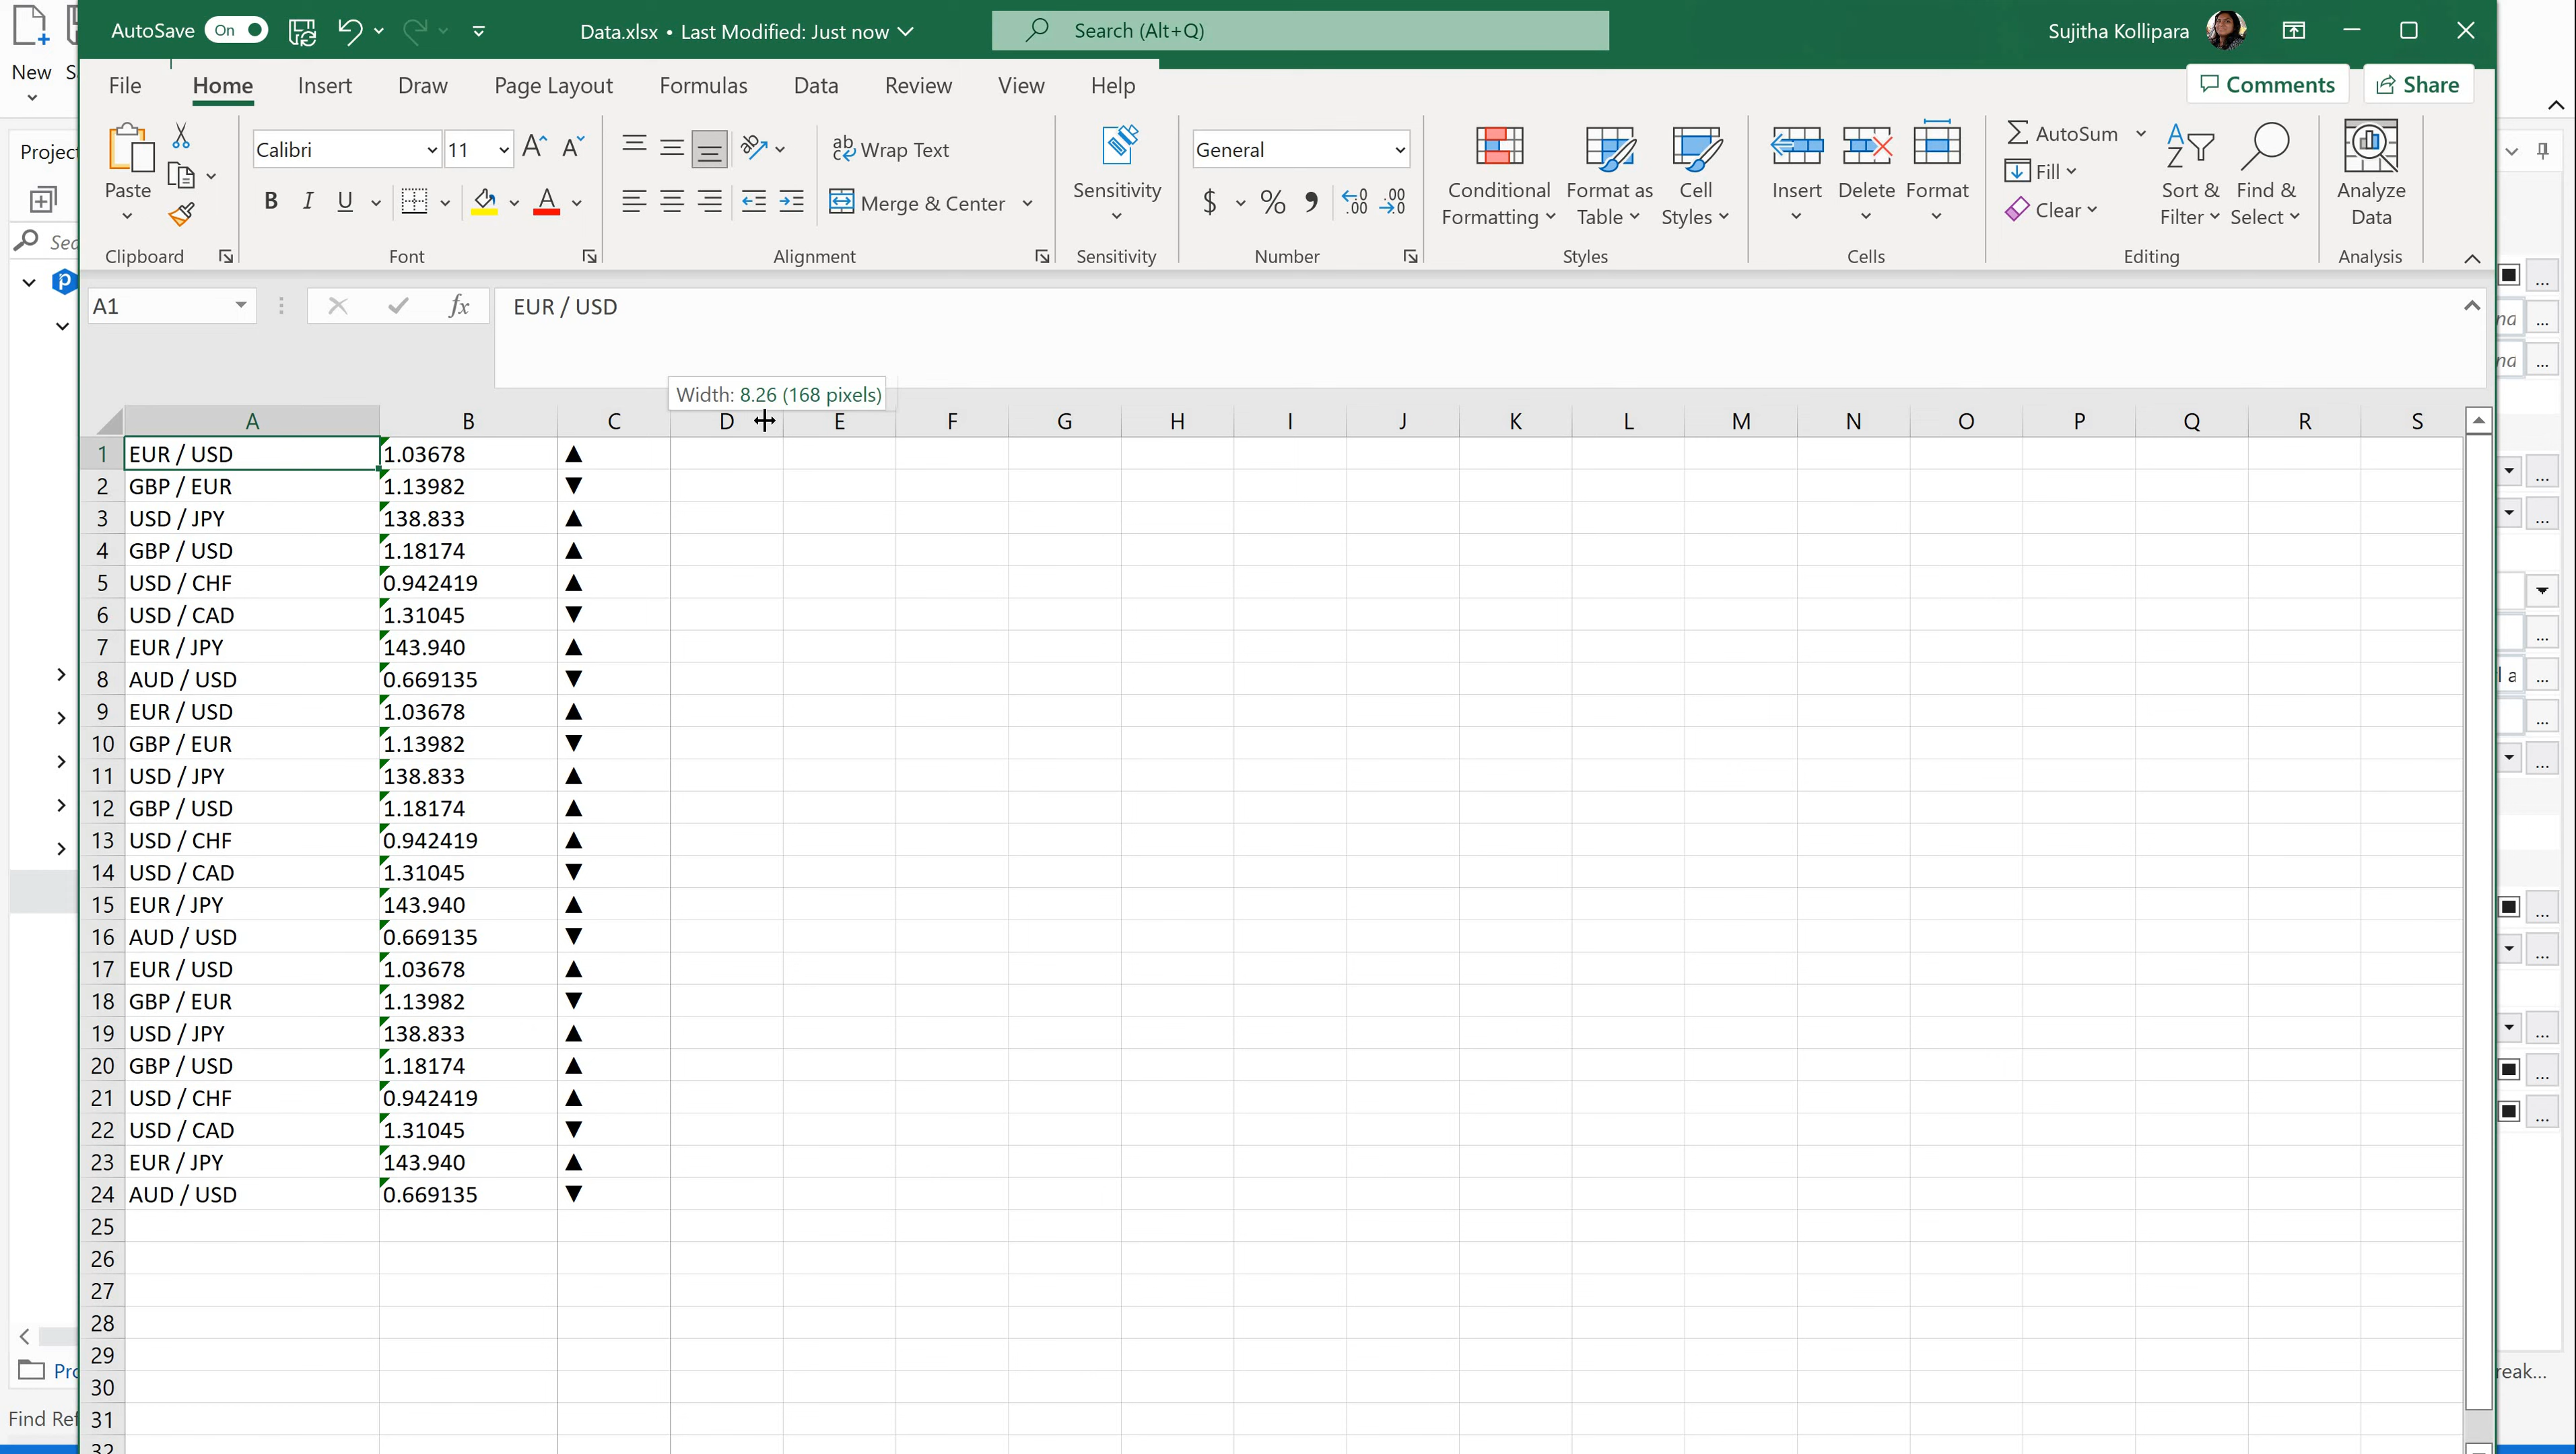 AutoSave On Data.xlsx • Last Modified: Just now Search (Alt+Q) Sujitha Kollipara
New
File Home Insert Draw Page Layout Formulas Data Review View Help Comments Share
Paste
Calibri 11
B I U A
Wrap Text
Merge & Center
Sensitivity
General
$ % 9
Conditional Formatting
Format as Table
Cell Styles
Insert Delete Format
AutoSum
Fill
Clear
Sort & Filter
Find & Select
Analyze Data
Clipboard Font Alignment Sensitivity Number Styles Cells Editing Analysis
A1 fx EUR / USD
Width: 8.26 (168 pixels)
A B C D E F G H I J K L M N O P Q R S
1 EUR / USD 1.03678 ▲
2 GBP / EUR 1.13982 ▼
3 USD / JPY 138.833 ▲
4 GBP / USD 1.18174 ▲
5 USD / CHF 0.942419 ▲
6 USD / CAD 1.31045 ▼
7 EUR / JPY 143.940 ▲
8 AUD / USD 0.669135 ▼
9 EUR / USD 1.03678 ▲
10 GBP / EUR 1.13982 ▼
11 USD / JPY 138.833 ▲
12 GBP / USD 1.18174 ▲
13 USD / CHF 0.942419 ▲
14 USD / CAD 1.31045 ▼
15 EUR / JPY 143.940 ▲
16 AUD / USD 0.669135 ▼
17 EUR / USD 1.03678 ▲
18 GBP / EUR 1.13982 ▼
19 USD / JPY 138.833 ▲
20 GBP / USD 1.18174 ▲
21 USD / CHF 0.942419 ▲
22 USD / CAD 1.31045 ▼
23 EUR / JPY 143.940 ▲
24 AUD / USD 0.669135 ▼
25
26
27
28
29
30
31
32
Find Ref